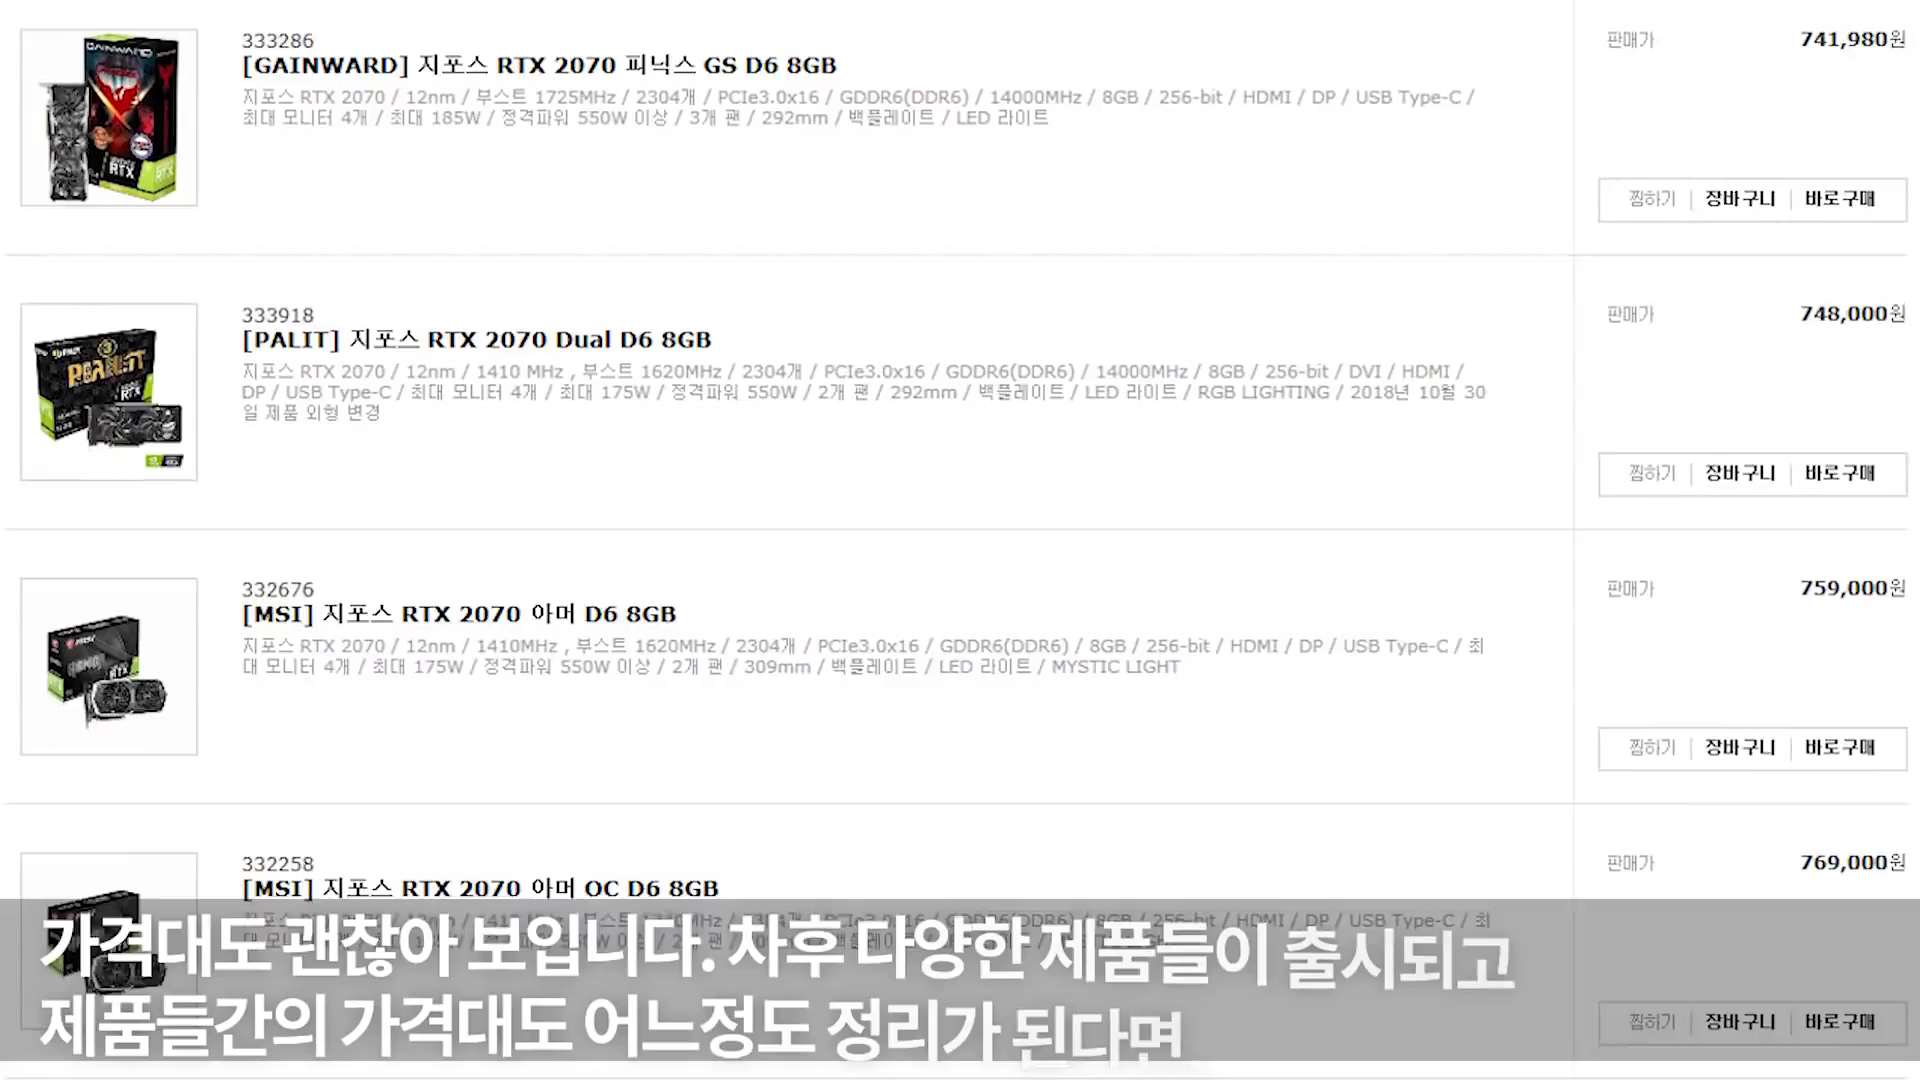 333286
[GAINWARD] 지포스 RTX 2070 피닉스 GS D6 8GB
지포스 RTX 2070 / 12nm / 부스트 1725MHz / 2304개 / PCIe3.0x16 / GDDR6(DDR6) / 14000MHz / 8GB / 256-bit / HDMI / DP / USB Type-C /
최대 모니터 4개 / 최대 185W / 정격파워 550W 이상 / 3개 팬 / 292mm / 백플레이트 / LED 라이트
판매가 741,980원
찜하기 | 장바구니 | 바로구매
333918
[PALIT] 지포스 RTX 2070 Dual D6 8GB
지포스 RTX 2070 / 12nm / 1410 MHz , 부스트 1620MHz / 2304개 / PCIe3.0x16 / GDDR6(DDR6) / 14000MHz / 8GB / 256-bit / DVI / HDMI /
DP / USB Type-C / 최대 모니터 4개 / 최대 175W / 정격파워 550W / 2개 팬 / 292mm / 백플레이트 / LED 라이트 / RGB LIGHTING / 2018년 10월 30
일 제품 외형 변경
판매가 748,000원
찜하기 | 장바구니 | 바로구매
332676
[MSI] 지포스 RTX 2070 아머 D6 8GB
지포스 RTX 2070 / 12nm / 1410MHz , 부스트 1620MHz / 2304개 / PCIe3.0x16 / GDDR6(DDR6) / 8GB / 256-bit / HDMI / DP / USB Type-C / 최
대 모니터 4개 / 최대 175W / 정격파워 550W 이상 / 2개 팬 / 309mm / 백플레이트 / LED 라이트 / MYSTIC LIGHT
판매가 759,000원
찜하기 | 장바구니 | 바로구매
332258
[MSI] 지포스 RTX 2070 아머 OC D6 8GB
판매가 769,000원
가격대도 괜찮아 보입니다. 차후 다양한 제품들이 출시되고
제품들간의 가격대도 어느정도 정리가 된다면
찜하기 | 장바구니 | 바로구매